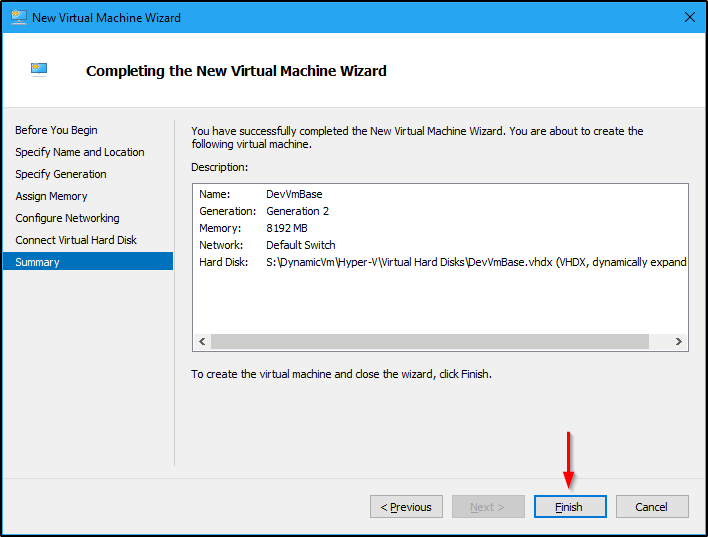 New Virtual Machine Wizard
Completing the New Virtual Machine Wizard
Before You Begin
Specify Name and Location
Specify Generation
Assign Memory
Configure Networking
Connect Virtual Hard Disk
Summary
You have successfully completed the New Virtual Machine Wizard. You are about to create the
following virtual machine.
Description:
Name: DevVmBase
Generation: Generation 2
Memory: 8192 MB
Network: Default Switch
Hard Disk: S:\DynamicVm\Hyper-V\Virtual Hard Disks\DevVmBase.vhdx (VHDX, dynamically expand
To create the virtual machine and close the wizard, click Finish.
< Previous Next > Finish Cancel